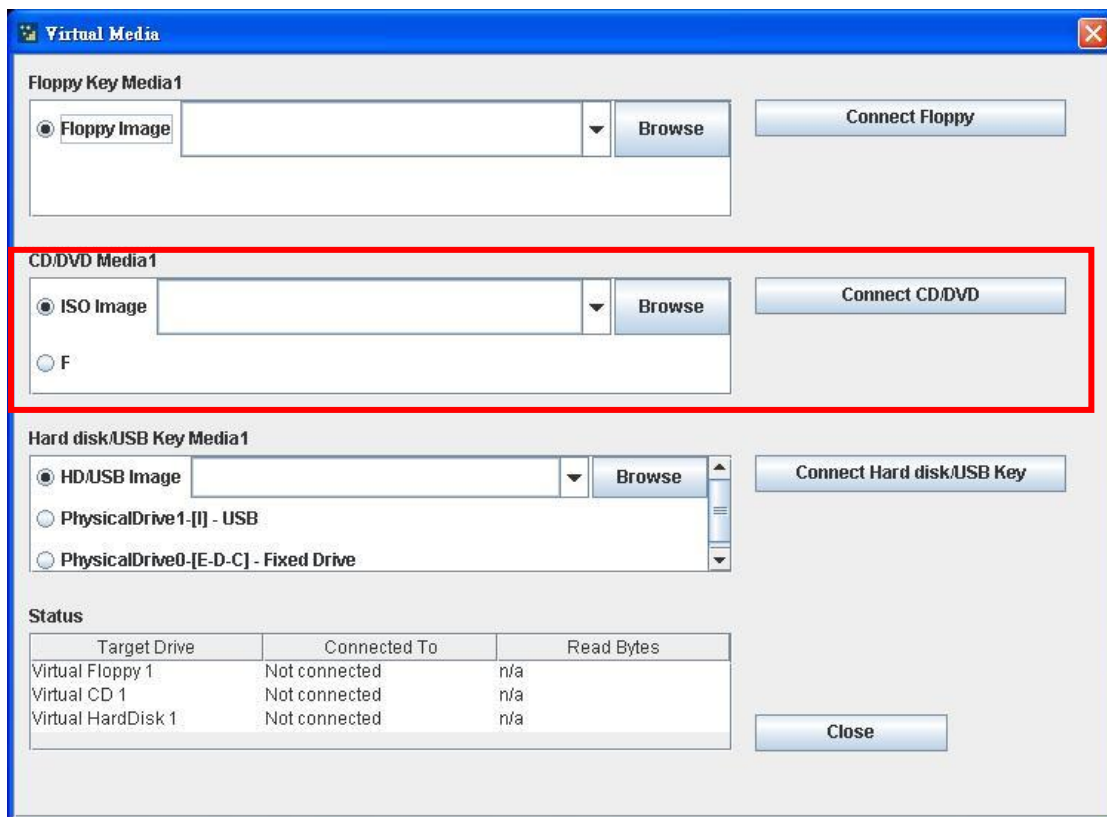 Virtual Media
Floppy Key Media1
Floppy Image Browse Connect Floppy
CD/DVD Media1
ISO Image Browse Connect CD/DVD
F
Hard disk/USB Key Media1
HD/USB Image Browse Connect Hard disk/USB Key
PhysicalDrive1-[I] - USB
PhysicalDrive0-[E-D-C] - Fixed Drive
Status
Target Drive Connected To Read Bytes
Virtual Floppy 1 Not connected n/a
Virtual CD 1 Not connected n/a
Virtual HardDisk 1 Not connected n/a
Close